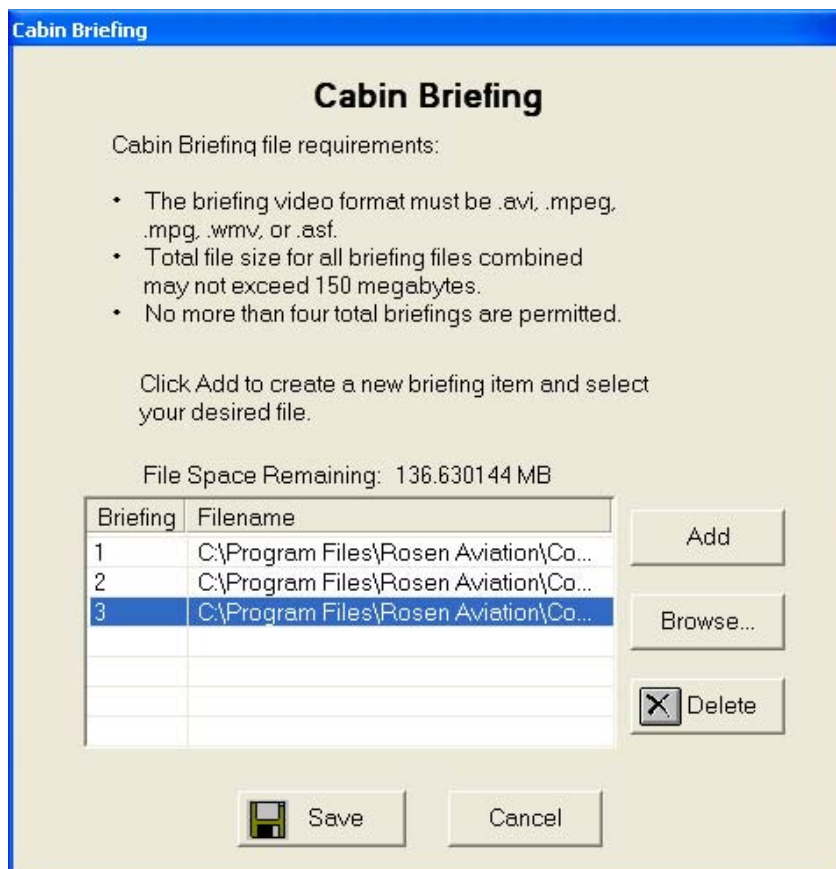 Cabin Briefing
Cabin Briefing
Cabin Briefing file requirements:
• The briefing video format must be .avi, .mpeg,
.mpg, .wmv, or .asf.
• Total file size for all briefing files combined
may not exceed 150 megabytes.
• No more than four total briefings are permitted.
Click Add to create a new briefing item and select
your desired file.
File Space Remaining: 136.630144 MB
Briefing Filename
1 C:\Program Files\Rosen Aviation\Co...
2 C:\Program Files\Rosen Aviation\Co...
3 C:\Program Files\Rosen Aviation\Co...
Add
Browse...
Delete
Save Cancel